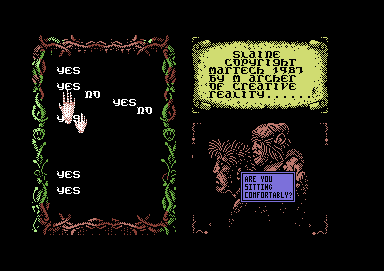 YES
YES
NO
YES
NO
YES
YES
YES
SLAINE
COPYRIGHT
MARTECH 1987
BY M ARCHER
OF CREATIVE
REALITY.......
ARE YOU
SITTING
COMFORTABLY?